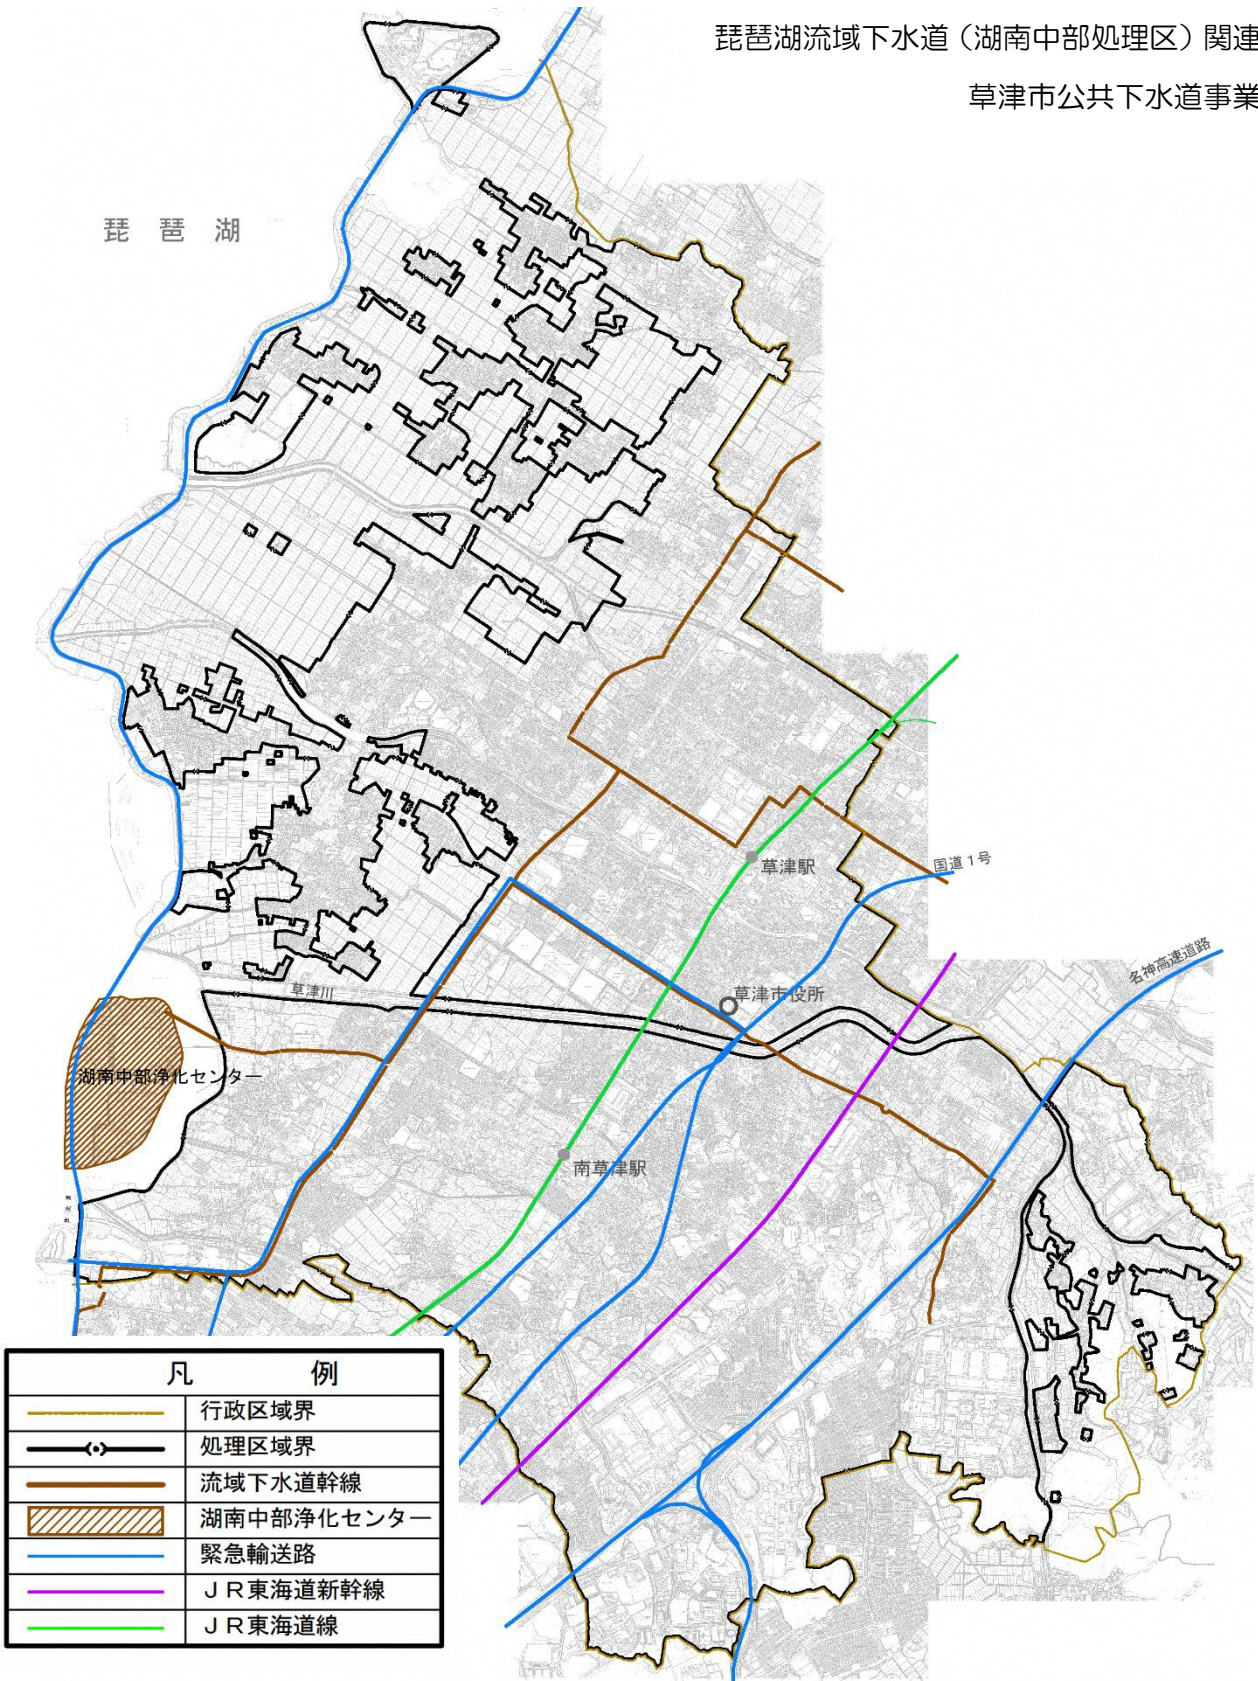 琵琶湖流域下水道（湖南中部処理区）関連
草津市公共下水道事業
琵琶湖
国道1号
草津駅
名神高速道路
草津川
草津市役所
湖南中部浄化センター
南草津駅
凡例
行政区域界
処理区域界
流域下水道幹線
湖南中部浄化センター
緊急輸送路
ＪＲ東海道新幹線
ＪＲ東海道線